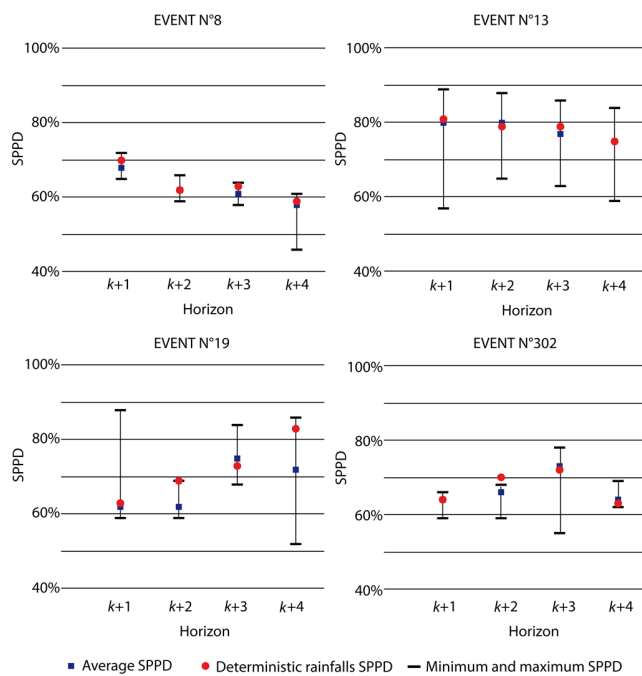 EVENT N°8
100%
80%
60%
40%
SPPD
k+1 k+2 k+3 k+4
Horizon
EVENT N°13
100%
80%
60%
40%
SPPD
k+1 k+2 k+3 k+4
Horizon
EVENT N°19
100%
80%
60%
40%
SPPD
k+1 k+2 k+3 k+4
Horizon
EVENT N°302
100%
80%
60%
40%
SPPD
k+1 k+2 k+3 k+4
Horizon
Average SPPD Deterministic rainfalls SPPD Minimum and maximum SPPD